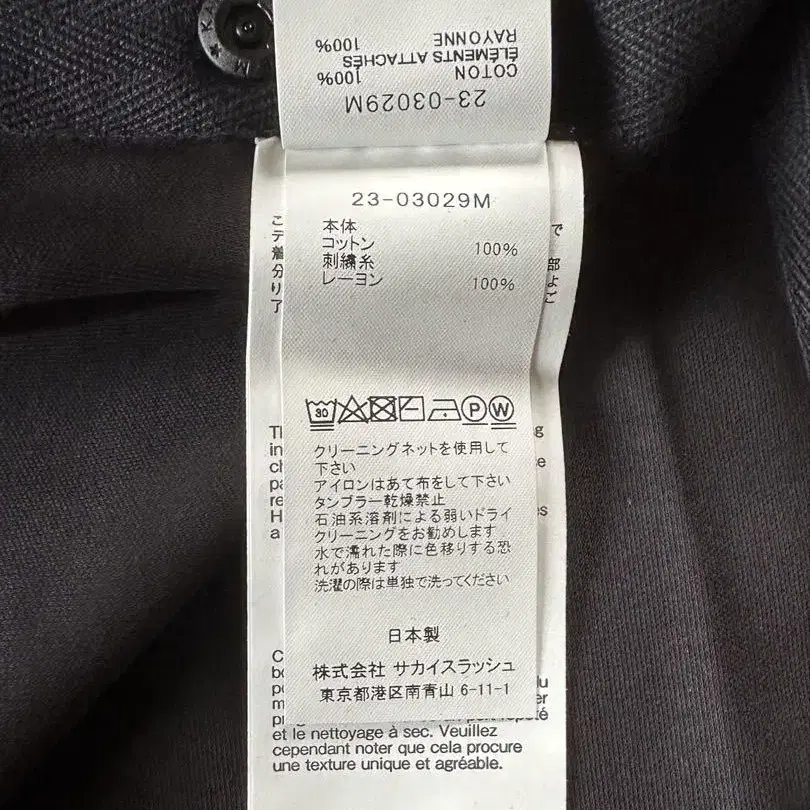 RAYONNE 100%
ÉLÉMENTS ATTACHÉS
COTON 100%
23-03029M
23-03029M
本体
コットン 100%
刺繍糸
レーヨン 100%
30
P W
クリーニングネットを使用して
下さい
アイロンはあて布をして下さい
タンブラー乾燥禁止
石油系溶剤による弱いドライ
クリーニングをお勧めします
水で濡れた際に色移りする恐
れがあります
洗濯の際は単独で洗ってください
日本製
株式会社 サカイスラッシュ
東京都港区南青山 6-11-1
et le nettoyage à sec. Veuillez
cependant noter que cela procure
une texture unique et agréable.